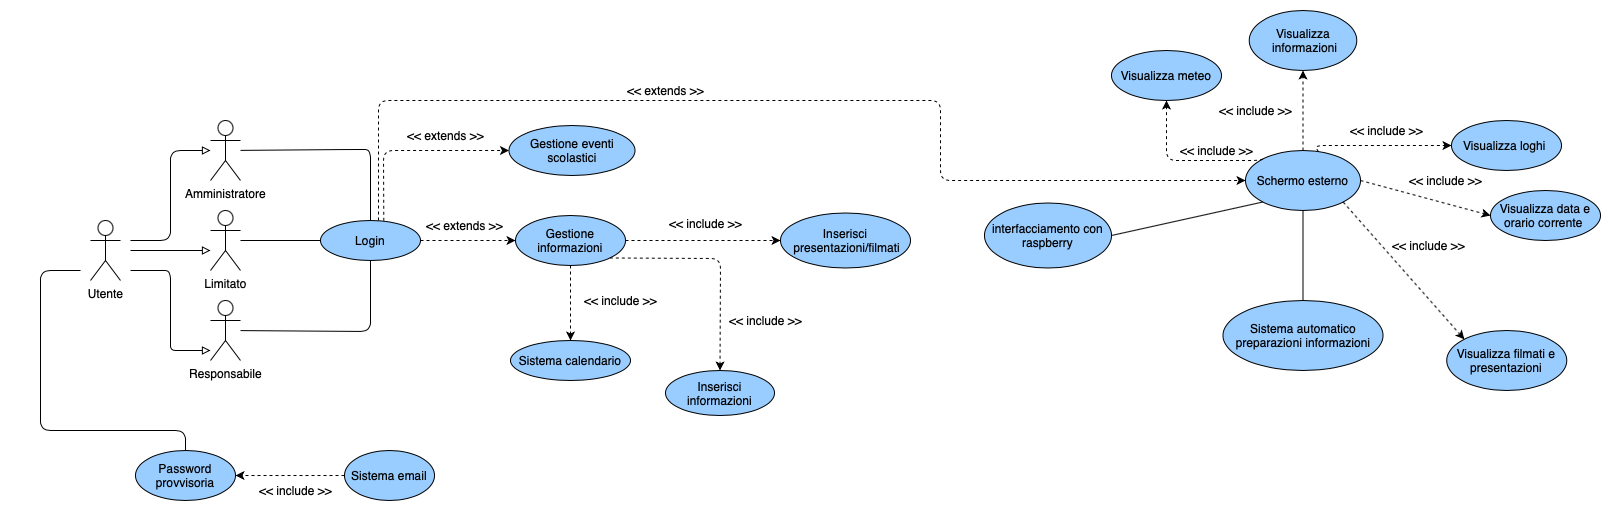 Visualizza
informazioni
Visualizza meteo
<< extends >>
<< include >>
<< extends >>
Gestione eventi
scolastici
<< include >>
Visualizza loghi
<< include >>
Amministratore
Schermo esterno
<< include >>
Visualizza data e
orario corrente
Login
<< extends >>
Gestione
informazioni
<< include >>
Inserisci
presentazioni/filmati
interfacciamento con
raspberry
<< include >>
Utente
Limitato
<< include >>
<< include >>
Sistema automatico
preparazioni informazioni
Responsabile
Sistema calendario
Inserisci
informazioni
Visualizza filmati e
presentazioni
Password
provvisoria
<< include >>
Sistema email